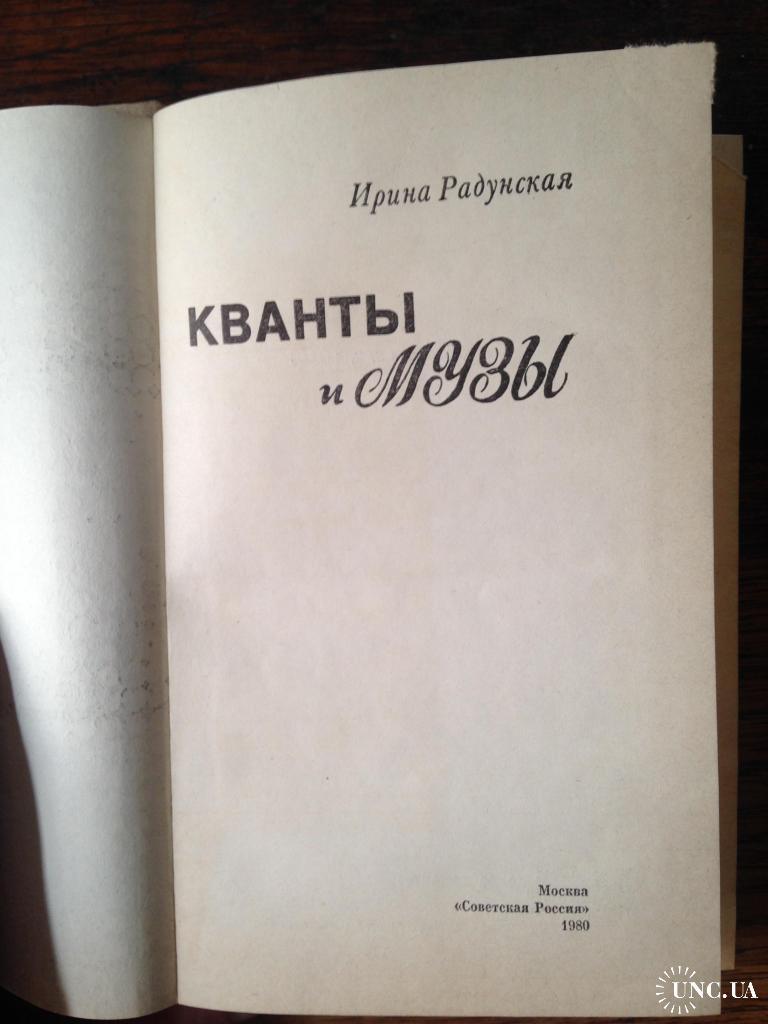 Ирина Радунская
КВАНТЫ
и МУЗЫ
Москва
«Советская Россия»
1980
UNC.UA